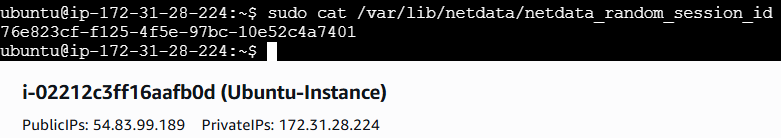 ubuntu@ip-172-31-28-224:~$ sudo cat /var/lib/netdata/netdata_random_session_id
76e823cf-f125-4f5e-97bc-10e52c4a7401
ubuntu@ip-172-31-28-224:~$
i-02212c3ff16aafb0d (Ubuntu-Instance)
PublicIPs: 54.83.99.189 PrivateIPs: 172.31.28.224